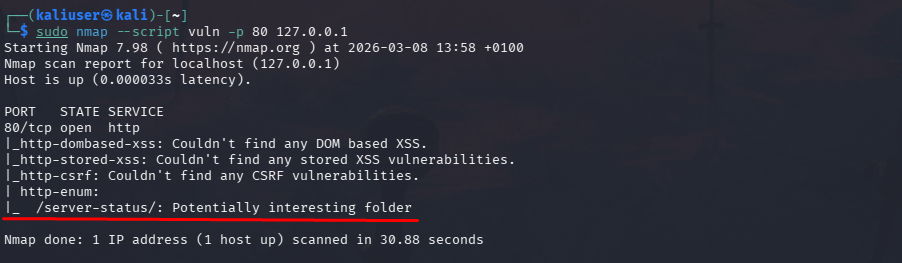 ┌──(kaliuser㉿kali)-[~]
└─$ sudo nmap --script vuln -p 80 127.0.0.1
Starting Nmap 7.98 ( https://nmap.org ) at 2026-03-08 13:58 +0100
Nmap scan report for localhost (127.0.0.1)
Host is up (0.000033s latency).

PORT   STATE SERVICE
80/tcp open  http
|_http-dombased-xss: Couldn't find any DOM based XSS.
|_http-stored-xss: Couldn't find any stored XSS vulnerabilities.
|_http-csrf: Couldn't find any CSRF vulnerabilities.
| http-enum:
|_  /server-status/: Potentially interesting folder

Nmap done: 1 IP address (1 host up) scanned in 30.88 seconds